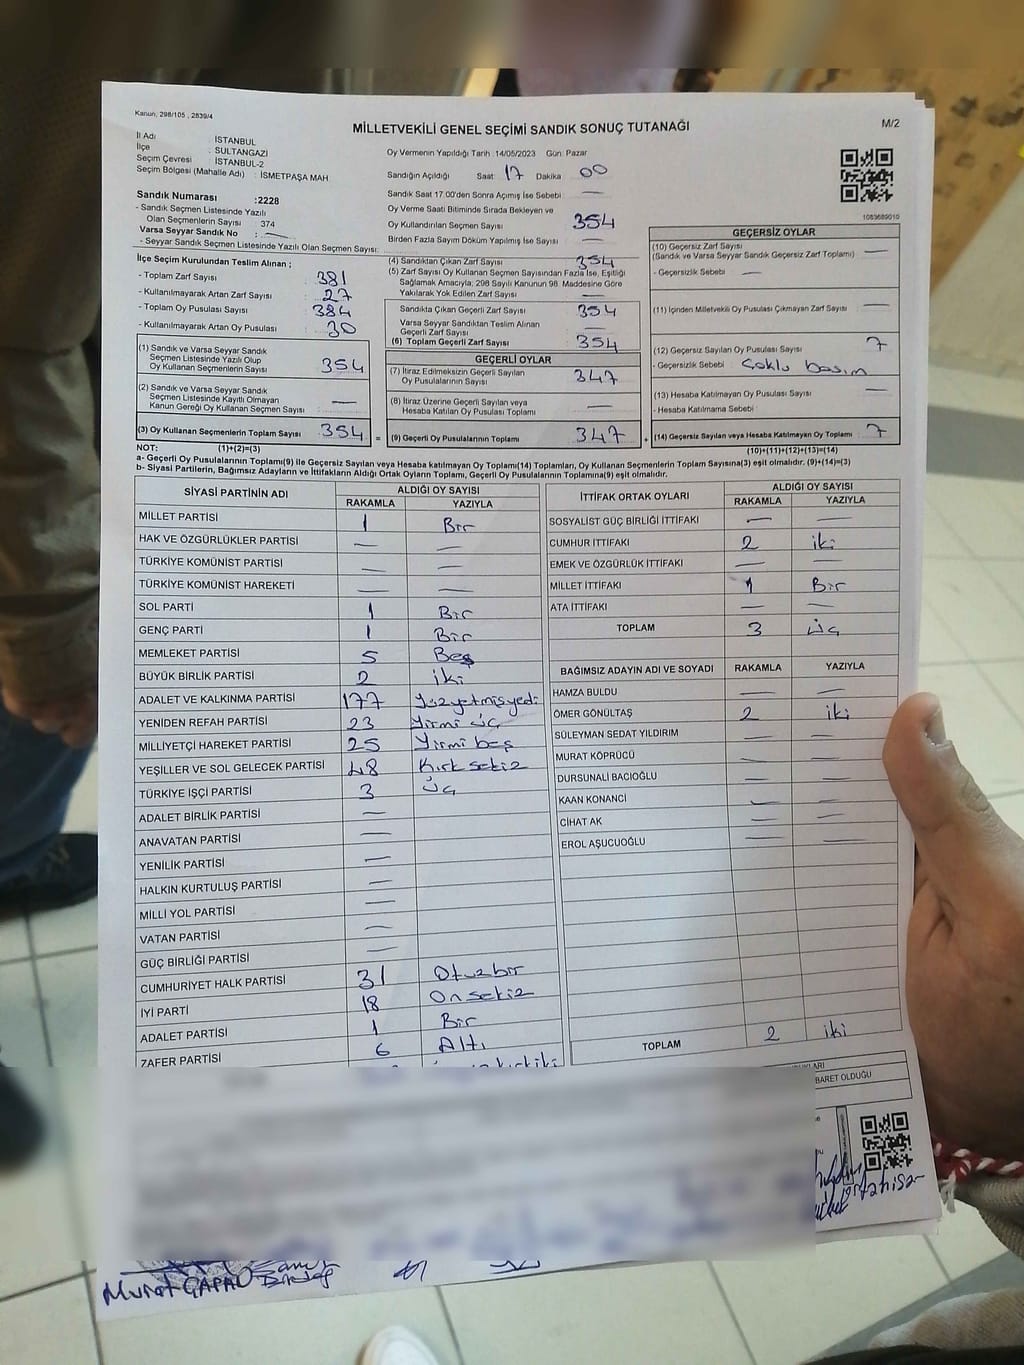 Kanun, 298/105 , 2839/4
MİLLETVEKİLİ GENEL SEÇİMİ SANDIK SONUÇ TUTANAĞI
M/2
İl Adı : İSTANBUL
İlçe : SULTANGAZİ
Seçim Çevresi : İSTANBUL-2
Seçim Bölgesi (Mahalle Adı) : İSMETPAŞA MAH
Sandık Numarası :2228
- Sandık Seçmen Listesinde Yazılı
Olan Seçmenlerin Sayısı 374
Varsa Seyyar Sandık No : —
- Seyyar Sandık Seçmen Listesinde Yazılı Olan Seçmen Sayısı:
Oy Vermenin Yapıldığı Tarih :14/05/2023 Gün: Pazar
Sandığın Açıldığı Saat 17 Dakika 00
Sandık Saat 17.00'den Sonra Açımış İse Sebebi —
Oy Verme Saati Bitiminde Sırada Bekleyen ve
Oy Kullandırılan Seçmen Sayısı 354
Birden Fazla Sayım Döküm Yapılmış İse Sayısı —
1083689010
İlçe Seçim Kurulundan Teslim Alınan ;
- Toplam Zarf Sayısı : 381
- Kullanılmayarak Artan Zarf Sayısı : 27
- Toplam Oy Pusulası Sayısı : 384
- Kullanılmayarak Artan Oy Pusulası : 30
(1) Sandık ve Varsa Seyyar Sandık
Seçmen Listesinde Yazılı Olup
Oy Kullanan Seçmenlerin Sayısı : 354
(2) Sandık ve Varsa Seyyar Sandık
Seçmen Listesinde Kayıtlı Olmayan
Kanun Gereği Oy Kullanan Seçmen Sayısı : —
(3) Oy Kullanan Seçmenlerin Toplam Sayısı : 354 =
(4) Sandıktan Çıkan Zarf Sayısı 354
(5) Zarf Sayısı Oy Kullanan Seçmen Sayısından Fazla İse, Eşitliği
Sağlamak Amacıyla; 298 Sayılı Kanunun 98. Maddesine Göre
Yakılarak Yok Edilen Zarf Sayısı —
Sandıkta Çıkan Geçerli Zarf Sayısı 354
Varsa Seyyar Sandıktan Teslim Alınan
Geçerli Zarf Sayısı —
(6) Toplam Geçerli Zarf Sayısı 354
GEÇERLİ OYLAR
(7) İtiraz Edilmeksizin Geçerli Sayılan
Oy Pusulalarının Sayısı 347
(8) İtiraz Üzerine Geçerli Sayılan veya
Hesaba Katılan Oy Pusulası Toplamı —
(9) Geçerli Oy Pusulalarının Toplamı 347 +
GEÇERSİZ OYLAR
(10) Geçersiz Zarf Sayısı
(Sandık ve Varsa Seyyar Sandık Geçersiz Zarf Toplamı) —
- Geçersizlik Sebebi —
(11) İçinden Milletvekili Oy Pusulası Çıkmayan Zarf Sayısı —
(12) Geçersiz Sayılan Oy Pusulası Sayısı 7
- Geçersizlik Sebebi çoklu basım
(13) Hesaba Katılmayan Oy Pusulası Sayısı —
- Hesaba Katılmama Sebebi
(14) Geçersiz Sayılan veya Hesaba Katılmayan Oy Toplamı 7
NOT: (1)+(2)=(3)
(10)+(11)+(12)+(13)=(14)
a- Geçerli Oy Pusulalarının Toplamı(9) ile Geçersiz Sayılan veya Hesaba katılmayan Oy Toplamı(14) Toplamları, Oy Kullanan Seçmenlerin Toplam Sayısına(3) eşit olmalıdır. (9)+(14)=(3)
b- Siyasi Partilerin, Bağımsız Adayların ve İttifakların Aldığı Ortak Oyların Toplamı, Geçerli Oy Pusulalarının Toplamına(9) eşit olmalıdır.
SİYASİ PARTİNİN ADI ALDIĞI OY SAYISI
RAKAMLA YAZIYLA
MİLLET PARTİSİ 1 Bir
HAK VE ÖZGÜRLÜKLER PARTİSİ — —
TÜRKİYE KOMÜNİST PARTİSİ — —
TÜRKİYE KOMÜNİST HAREKETİ — —
SOL PARTİ 1 Bir
GENÇ PARTİ 1 Bir
MEMLEKET PARTİSİ 5 Beş
BÜYÜK BİRLİK PARTİSİ 2 iki
ADALET VE KALKINMA PARTİSİ 177 Yüzyetmişyedi
YENİDEN REFAH PARTİSİ 23 Yirmi üç
MİLLİYETÇİ HAREKET PARTİSİ 25 Yirmi beş
YEŞİLLER VE SOL GELECEK PARTİSİ 48 Kırk sekiz
TÜRKİYE İŞÇİ PARTİSİ 3 Üç
ADALET BİRLİK PARTİSİ —
ANAVATAN PARTİSİ —
YENİLİK PARTİSİ —
HALKIN KURTULUŞ PARTİSİ —
MİLLİ YOL PARTİSİ —
VATAN PARTİSİ —
GÜÇ BİRLİĞİ PARTİSİ —
CUMHURİYET HALK PARTİSİ 31 Otuzbir
İYİ PARTİ 18 Onsekiz
ADALET PARTİSİ 1 Bir
ZAFER PARTİSİ 6 Altı
İTTİFAK ORTAK OYLARI ALDIĞI OY SAYISI
RAKAMLA YAZIYLA
SOSYALİST GÜÇ BİRLİĞİ İTTİFAKI — —
CUMHUR İTTİFAKI 2 iki
EMEK VE ÖZGÜRLÜK İTTİFAKI — —
MİLLET İTTİFAKI 1 Bir
ATA İTTİFAKI — —
TOPLAM 3 üç
BAĞIMSIZ ADAYIN ADI VE SOYADI RAKAMLA YAZIYLA
HAMZA BULDU — —
ÖMER GÖNÜLTAŞ 2 iki
SÜLEYMAN SEDAT YILDIRIM — —
MURAT KÖPRÜCÜ — —
DURSUNALİ BACIOĞLU — —
KAAN KONANCİ — —
CİHAT AK — —
EROL AŞUCUOĞLU — —
TOPLAM 2 iki
BARET OLDUĞU
Murat